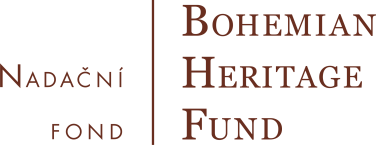 Nadační
fond
Bohemian
Heritage
Fund